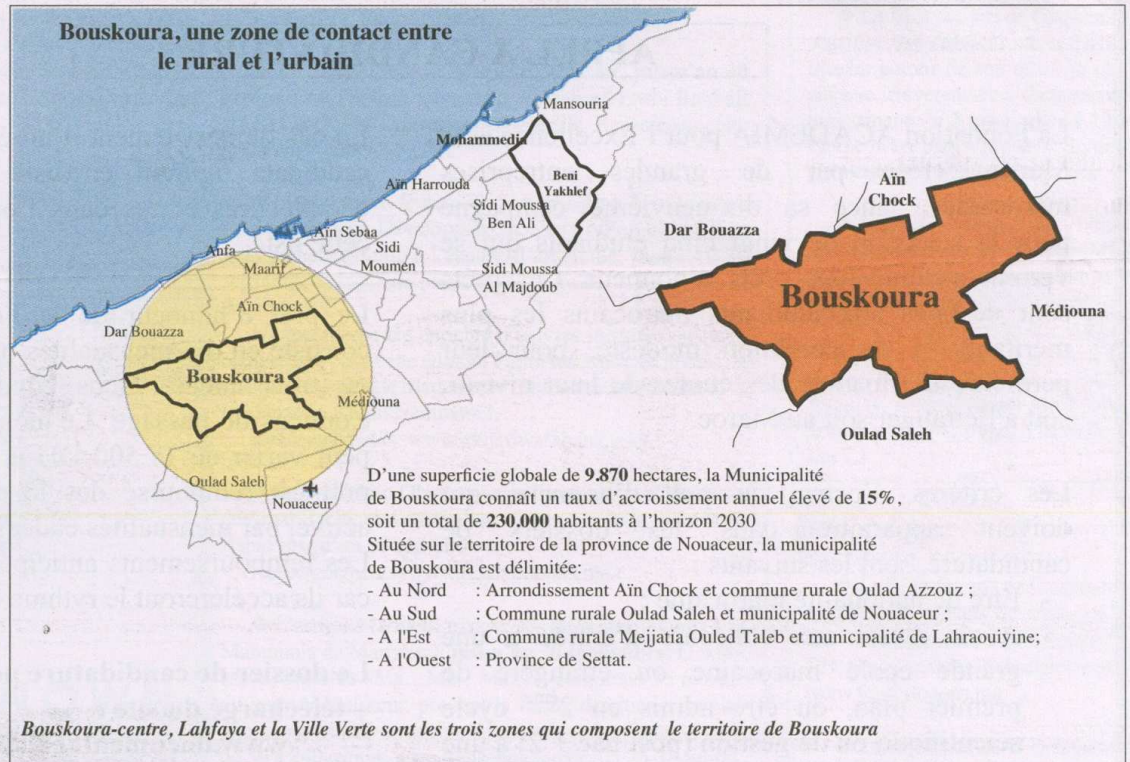 Bouskoura, une zone de contact entre
le rural et l'urbain
Mansouria
Mohammedia
Beni
Yakhlef
Aïn Harrouda
Sidi Moussa
Ben Ali
Aïn Sebaa
Sidi
Moumen
Anfa
Maarif
Sidi Moussa
Al Majdoub
Aïn Chock
Dar Bouazza
Bouskoura
Médiouna
Oulad Saleh
Nouaceur
Aïn
Chock
Dar Bouazza
Bouskoura
Médiouna
Oulad Saleh
D'une superficie globale de 9.870 hectares, la Municipalité
de Bouskoura connaît un taux d'accroisement annuel élevé de 15%,
soit un total de 230.000 habitants à l'horizon 2030
Située sur le territoire de la province de Nouaceur, la municipalité
de Bouskoura est délimitée:
- Au Nord : Arrondissement Aïn Chock et commune rurale Oulad Azzouz ;
- Au Sud : Commune rurale Ouled Saleh et municipalité de Nouaceur ;
- A l'Est : Commune rurale Mejjatia Ouled Taleb et municipalité de Lahraouiyine;
- A l'Ouest : Province de Settat.
Bouskoura-centre, Lahfaya et la Ville Verte sont les trois zones qui composent le territoire de Bouskoura